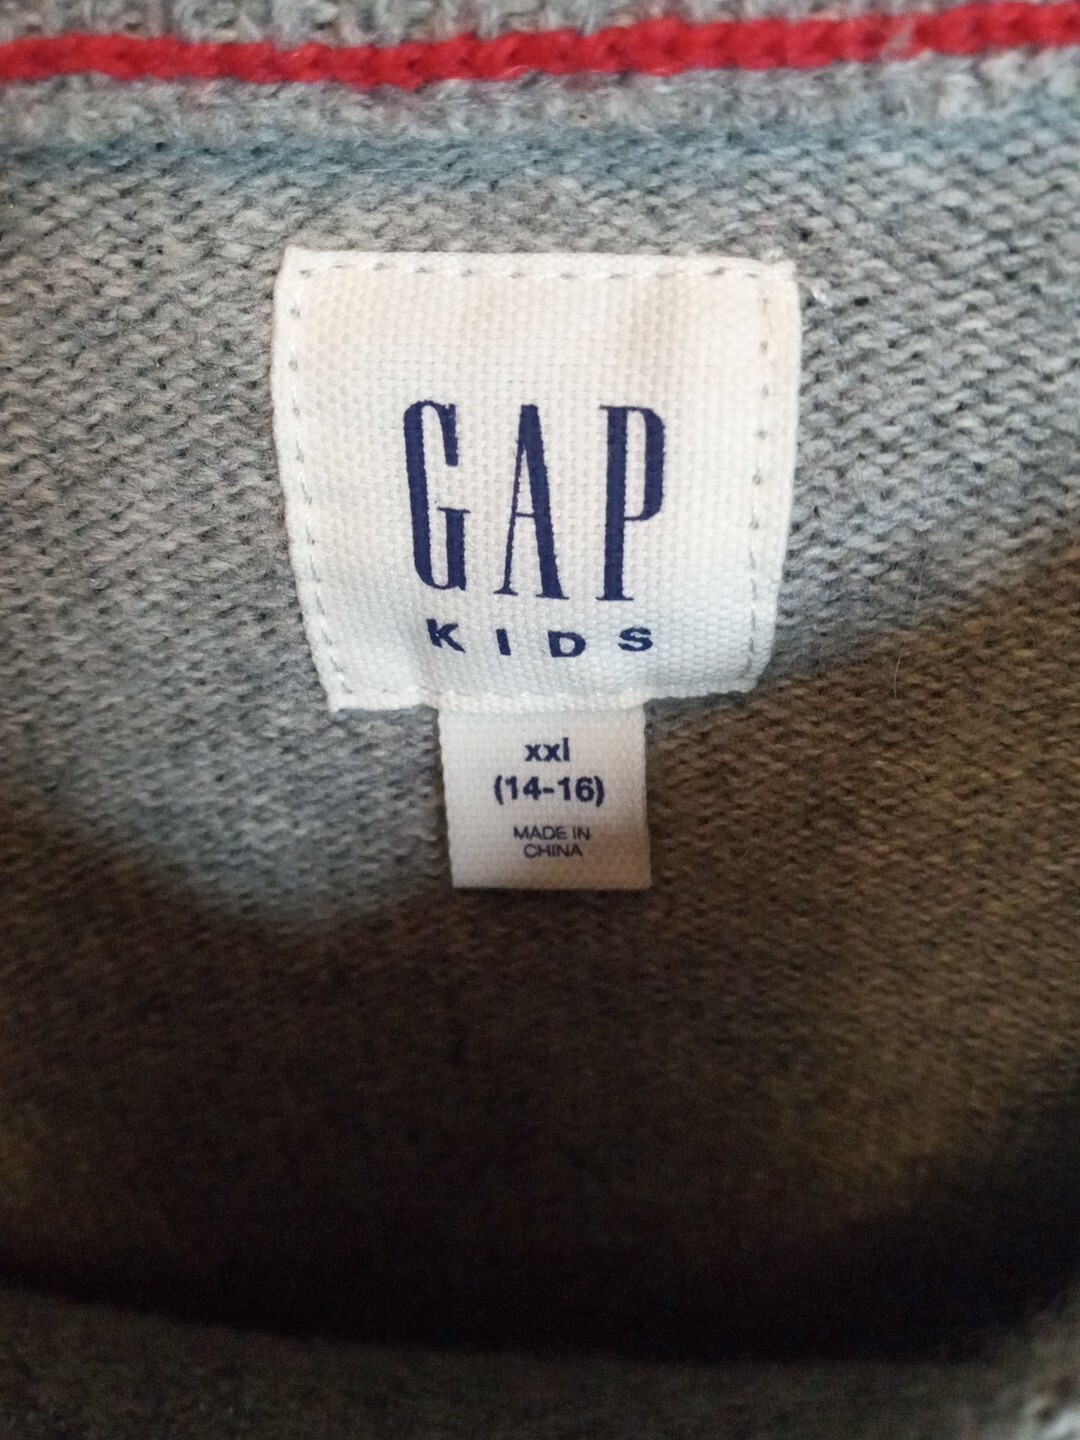 GAP
KIDS
xxl
(14-16)
MADE IN
CHINA